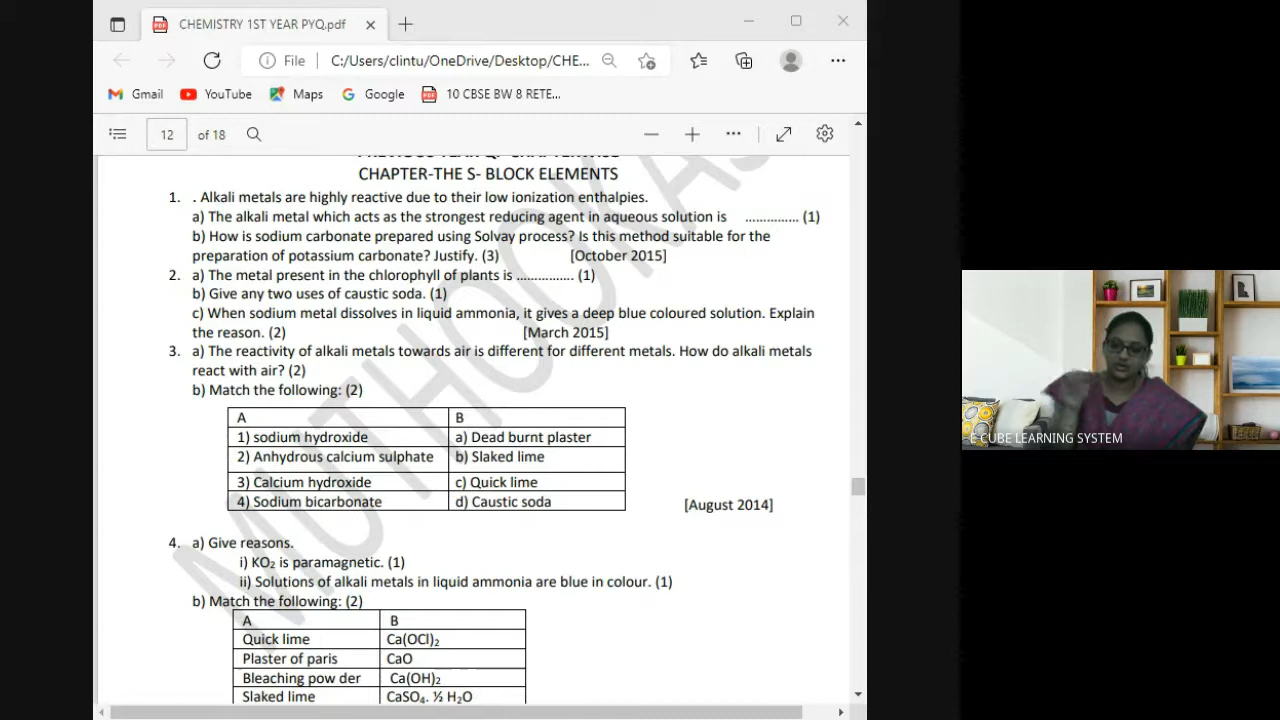 CHEMISTRY 1ST YEAR PYQ.pdf
File C:/Users/clintu/OneDrive/Desktop/CHE...
Gmail YouTube Maps Google 10 CBSE BW 8 RETE...
12 of 18
CHAPTER-THE S- BLOCK ELEMENTS
1. . Alkali metals are highly reactive due to their low ionization enthalpies.
a) The alkali metal which acts as the strongest reducing agent in aqueous solution is ............... (1)
b) How is sodium carbonate prepared using Solvay process? Is this method suitable for the
preparation of potassium carbonate? Justify. (3) [October 2015]
2. a) The metal present in the chlorophyll of plants is ................ (1)
b) Give any two uses of caustic soda. (1)
c) When sodium metal dissolves in liquid ammonia, it gives a deep blue coloured solution. Explain
the reason. (2) [March 2015]
3. a) The reactivity of alkali metals towards air is different for different metals. How do alkali metals
react with air? (2)
b) Match the following: (2)
A B
1) sodium hydroxide a) Dead burnt plaster
2) Anhydrous calcium sulphate b) Slaked lime
3) Calcium hydroxide c) Quick lime
4) Sodium bicarbonate d) Caustic soda
[August 2014]
4. a) Give reasons.
i) KO₂ is paramagnetic. (1)
ii) Solutions of alkali metals in liquid ammonia are blue in colour. (1)
b) Match the following: (2)
A B
Quick lime Ca(OCl)₂
Plaster of paris CaO
Bleaching pow der Ca(OH)₂
Slaked lime CaSO₄. ½ H₂O
E CUBE LEARNING SYSTEM